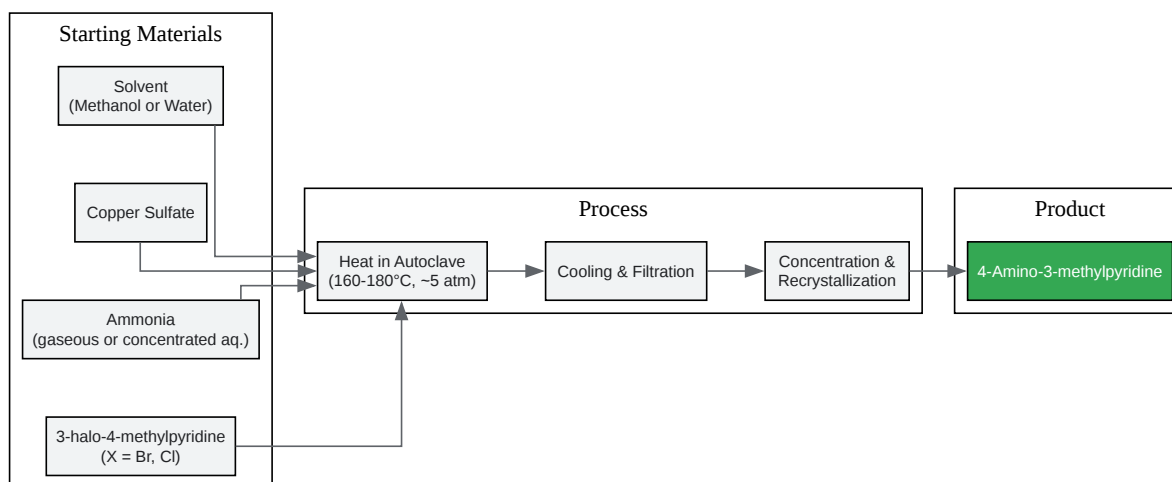 Starting Materials
Solvent
(Methanol or Water)
Copper Sulfate
Ammonia
(gaseous or concentrated aq.)
3-halo-4-methylpyridine
(X = Br, Cl)
Process
Heat in Autoclave
(160-180°C, ~5 atm)
Cooling & Filtration
Concentration &
Recrystallization
Product
4-Amino-3-methylpyridine